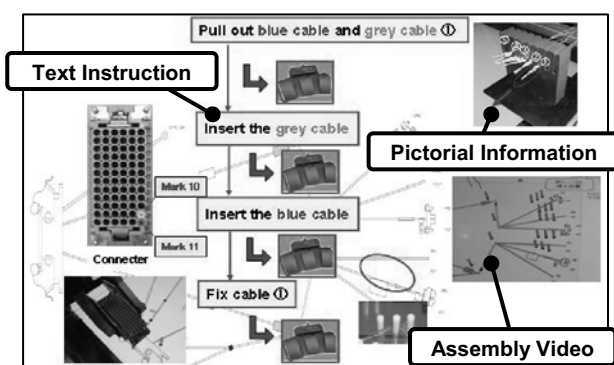 Pull out blue cable and grey cable ①
Text Instruction
Insert the grey cable
Pictorial Information
Mark 10
Insert the blue cable
Mark 11
Connecter
Fix cable ①
Assembly Video